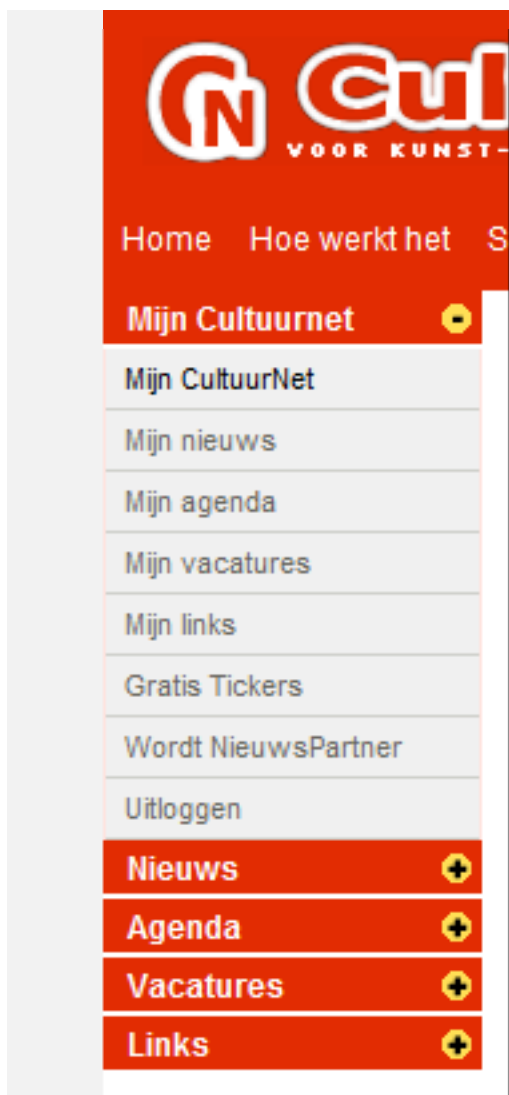 CN Cul
VOOR KUNST-
Home Hoe werkt het S
Mijn Cultuurnet
Mijn CultuurNet
Mijn nieuws
Mijn agenda
Mijn vacatures
Mijn links
Gratis Tickers
Wordt NieuwsPartner
Uitloggen
Nieuws
Agenda
Vacatures
Links